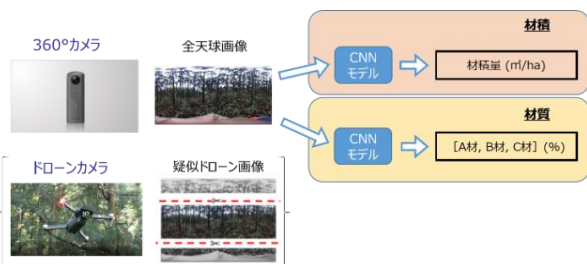 360°カメラ
全天球画像
材積
CNN
モデル
材積量 (㎥/ha)
材質
CNN
モデル
[A材, B材, C材] (%)
ドローンカメラ
疑似ドローン画像